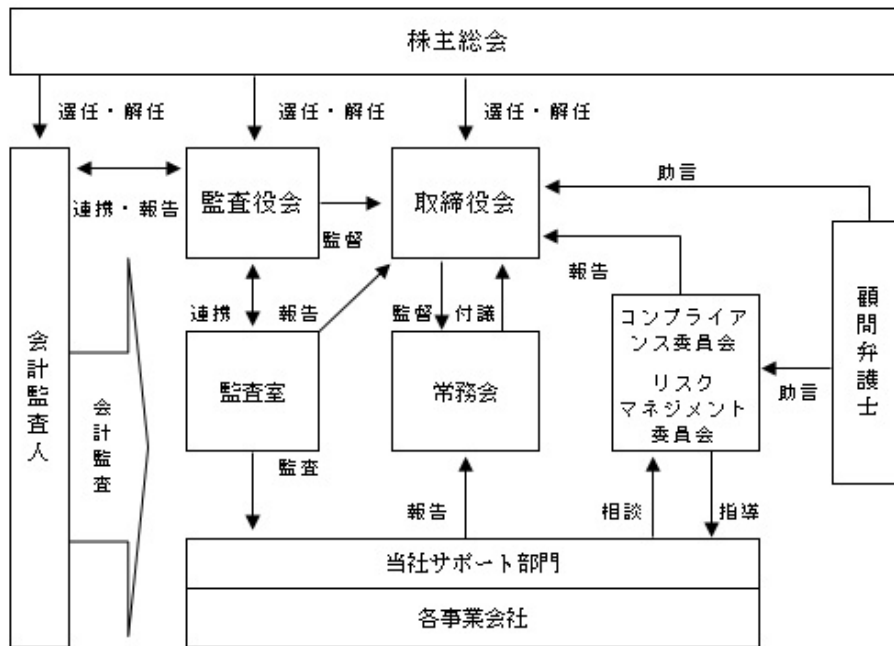 株主総会
選任・解任
選任・解任
選任・解任
監査役会
取締役会
助言
連携・報告
監督
報告
連携
報告
監督
付議
コンプライア
ンス委員会
リスク
マネジメント
委員会
顧問弁護士
会計監査人
会計監査
監査室
常務会
助言
監査
報告
相談
指導
当社サポート部門
各事業会社